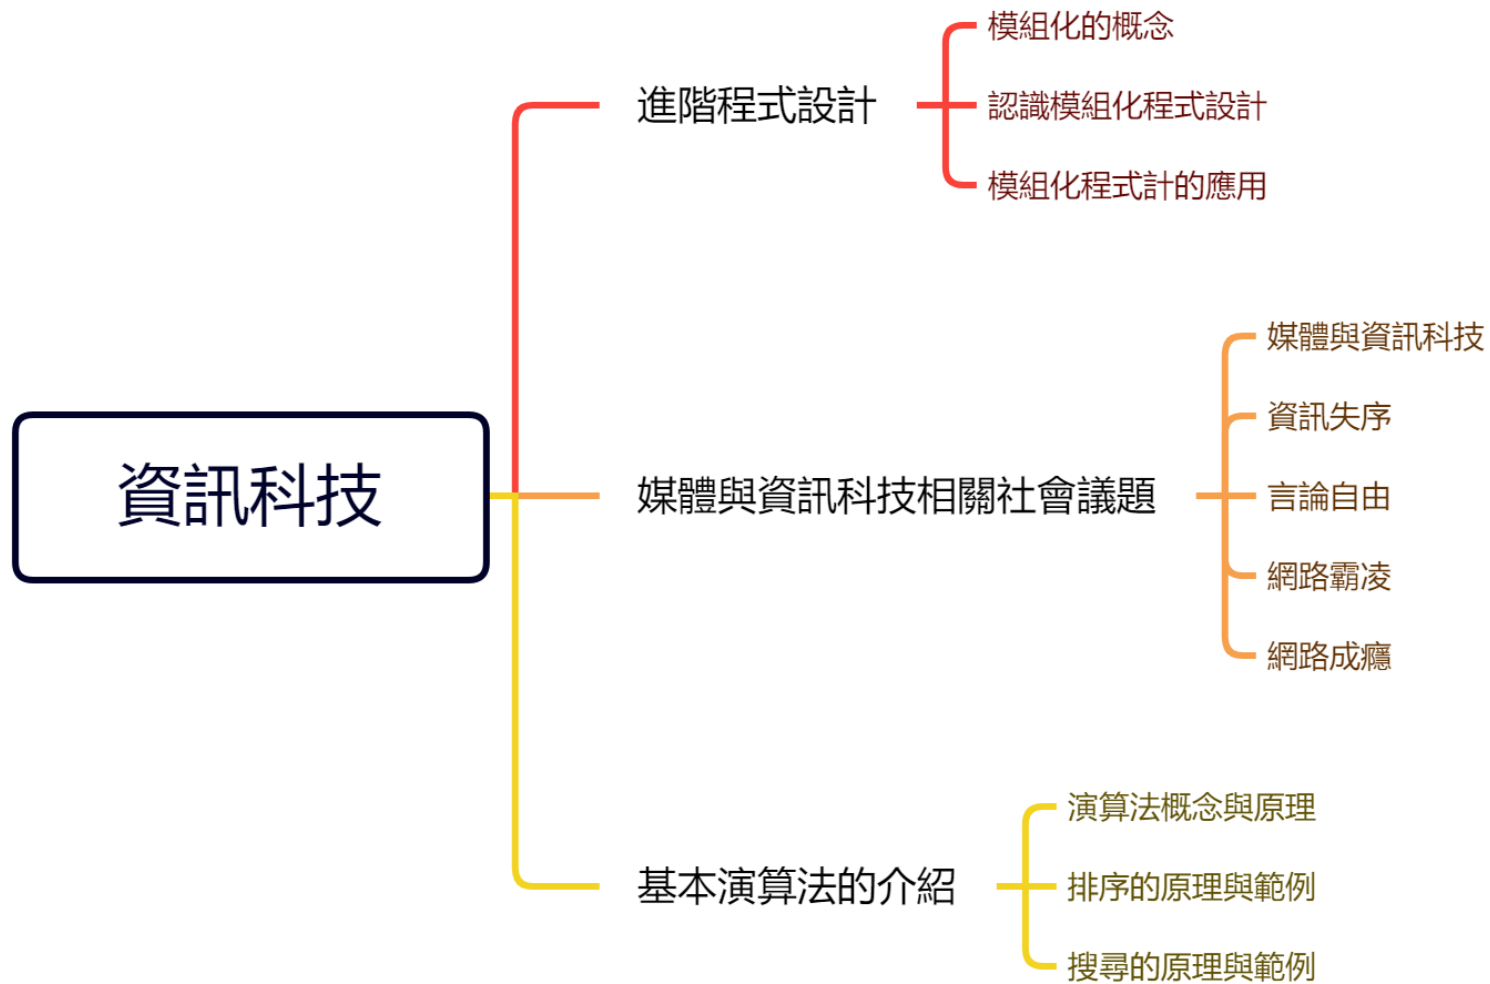 資訊科技
進階程式設計
模組化的概念
認識模組化程式設計
模組化程式計的應用
媒體與資訊科技相關社會議題
媒體與資訊科技
資訊失序
言論自由
網路霸凌
網路成癮
基本演算法的介紹
演算法概念與原理
排序的原理與範例
搜尋的原理與範例